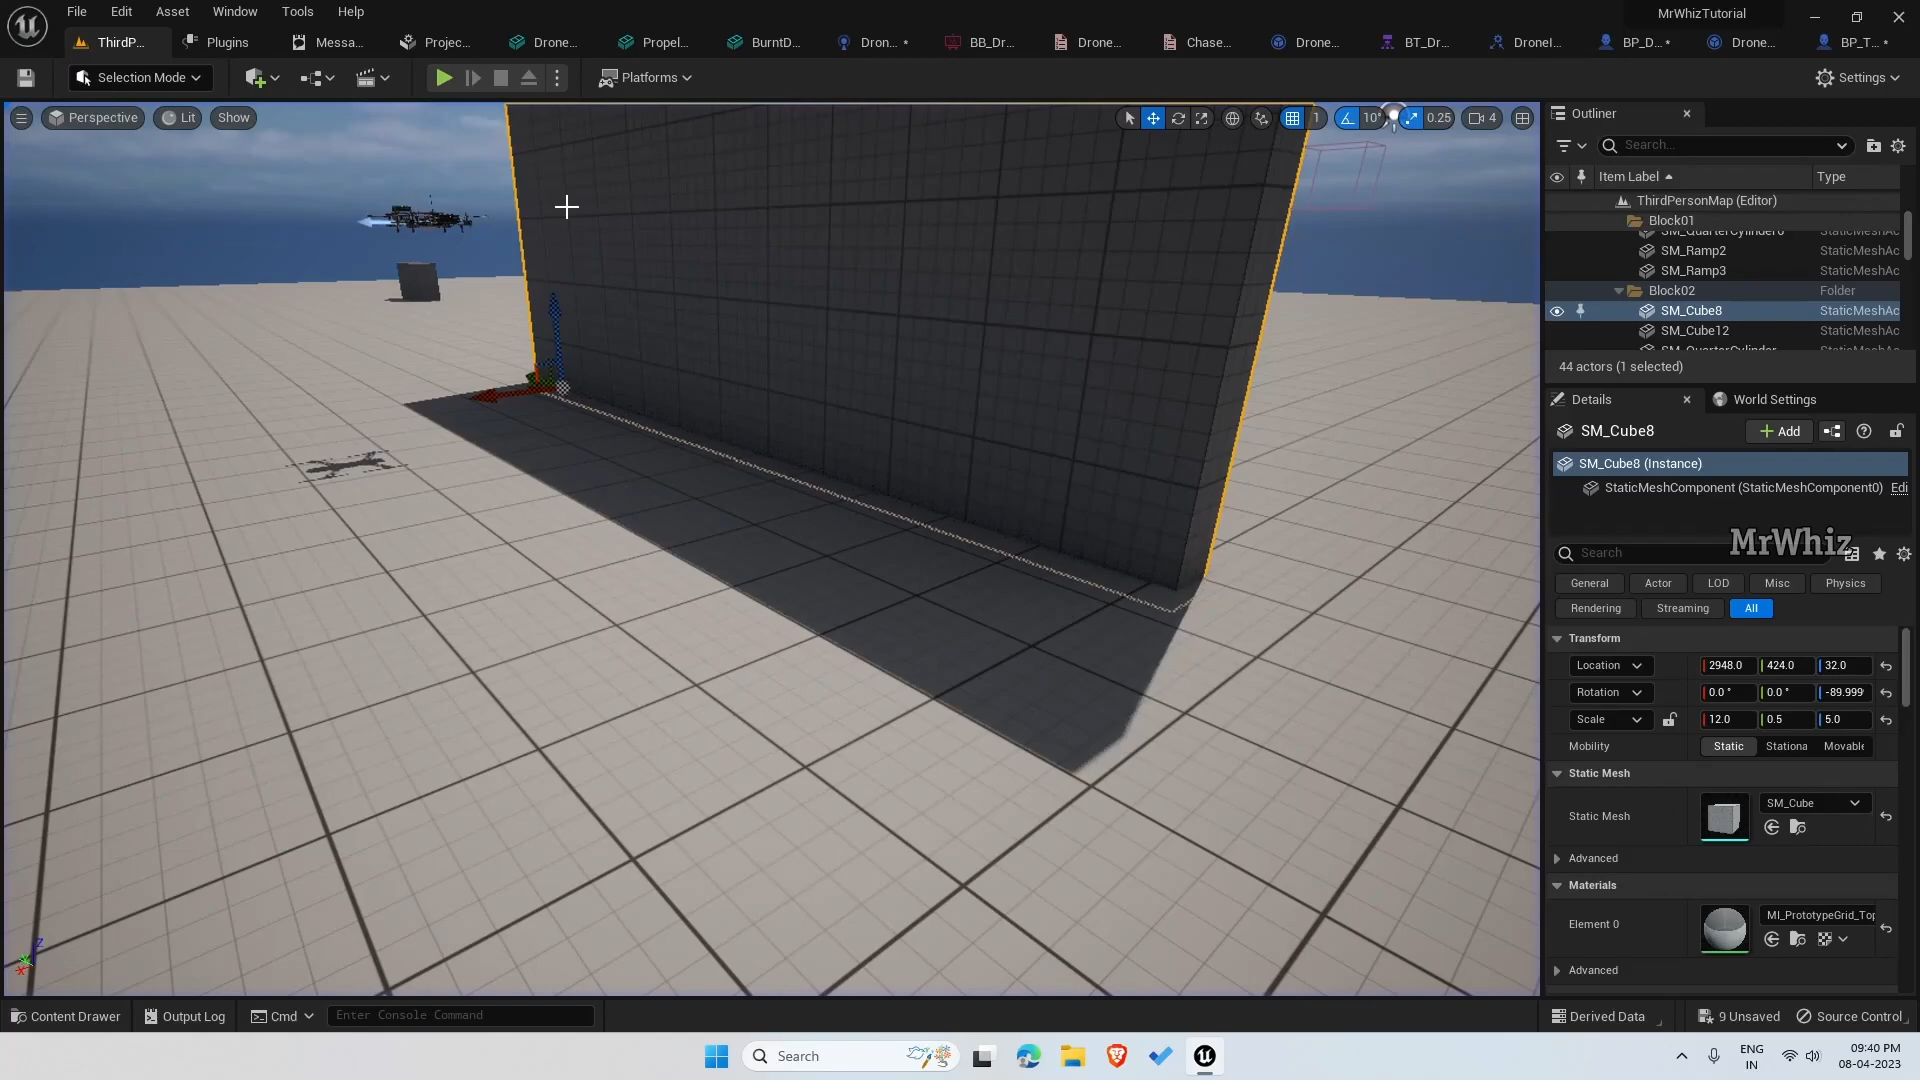 File Edit Asset Window Tools Help
MrWhizTutorial
ThirdP... Plugins Messa... Projec... Drone... Propel... BurntD... Dron... * BB_Dr... Drone... Chase... Drone... BT_Dr... DroneI... BP_D...* Drone... BP_T... *
Selection Mode Platforms Settings
Perspective Lit Show 1 10° 0.25 4
Outliner
Search...
Item Label Type
ThirdPersonMap (Editor)
Block01
SM_QuarterCylinder6 StaticMeshAc
SM_Ramp2 StaticMeshAc
SM_Ramp3 StaticMeshAc
Block02 Folder
SM_Cube8 StaticMeshAc
SM_Cube12 StaticMeshAc
SM_QuarterCylinder StaticMeshAc
44 actors (1 selected)
Details World Settings
SM_Cube8 Add
SM_Cube8 (Instance)
StaticMeshComponent (StaticMeshComponent0) Edi
MrWhiz
Search
General Actor LOD Misc Physics
Rendering Streaming All
Transform
Location 2948.0 424.0 32.0
Rotation 0.0 ° 0.0 ° -89.999
Scale 12.0 0.5 5.0
Mobility Static Stationa Movable
Static Mesh
Static Mesh SM_Cube
Advanced
Materials
Element 0 MI_PrototypeGrid_Top
Advanced
Z
X
Content Drawer Output Log Cmd Enter Console Command Derived Data 9 Unsaved Source Control
Search ENG IN 09:40 PM 08-04-2023